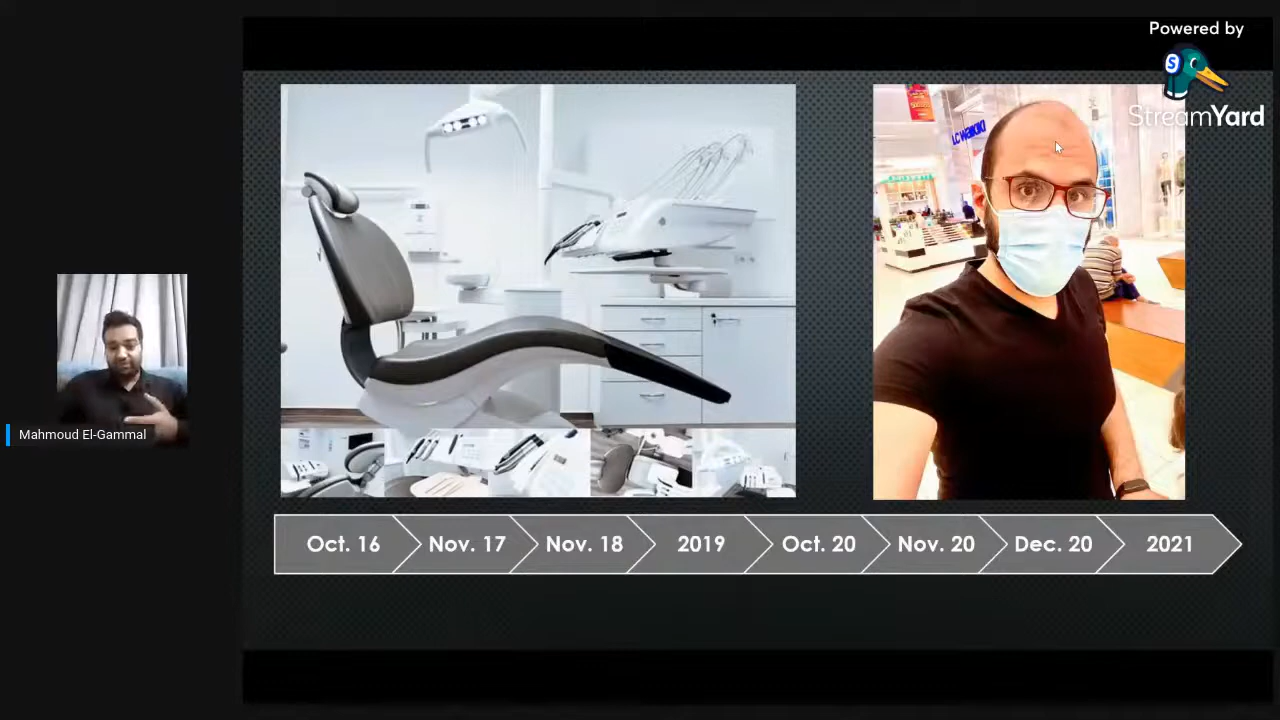 Powered by
StreamYard
LC WAIKIKI
Mahmoud El-Gammal
Oct. 16
Nov. 17
Nov. 18
2019
Oct. 20
Nov. 20
Dec. 20
2021